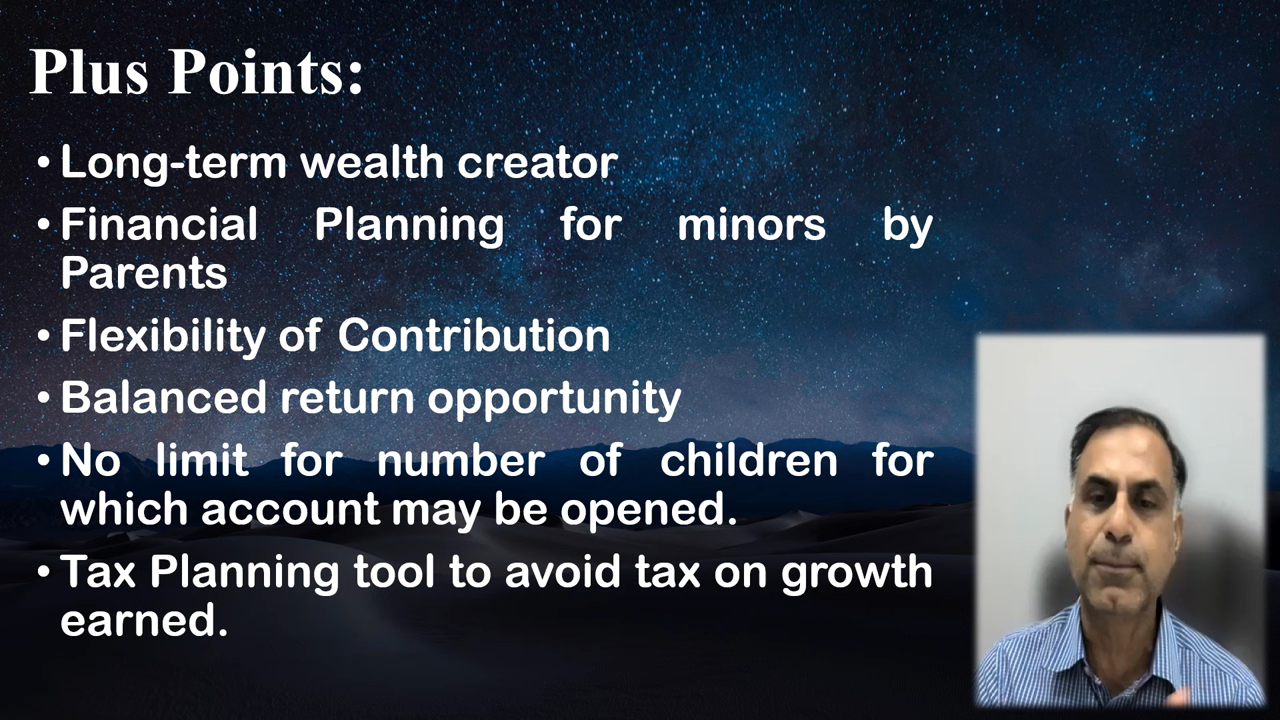 Plus Points:
• Long-term wealth creator
• Financial Planning for minors by
Parents
• Flexibility of Contribution
• Balanced return opportunity
• No limit for number of children for
which account may be opened.
• Tax Planning tool to avoid tax on growth
earned.